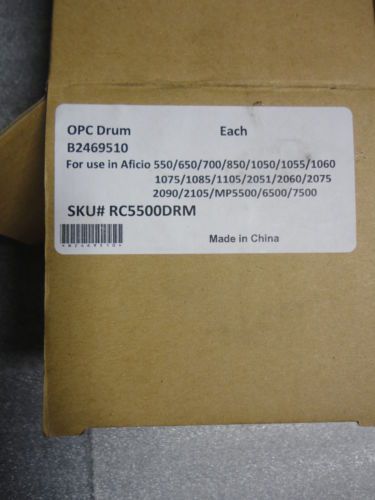 OPC Drum Each
B2469510
For use in Aficio 550/650/700/850/1050/1055/1060
1075/1085/1105/2051/2060/2075
2090/2105/MP5500/6500/7500
SKU# RC5500DRM
*B2469510*
Made in China